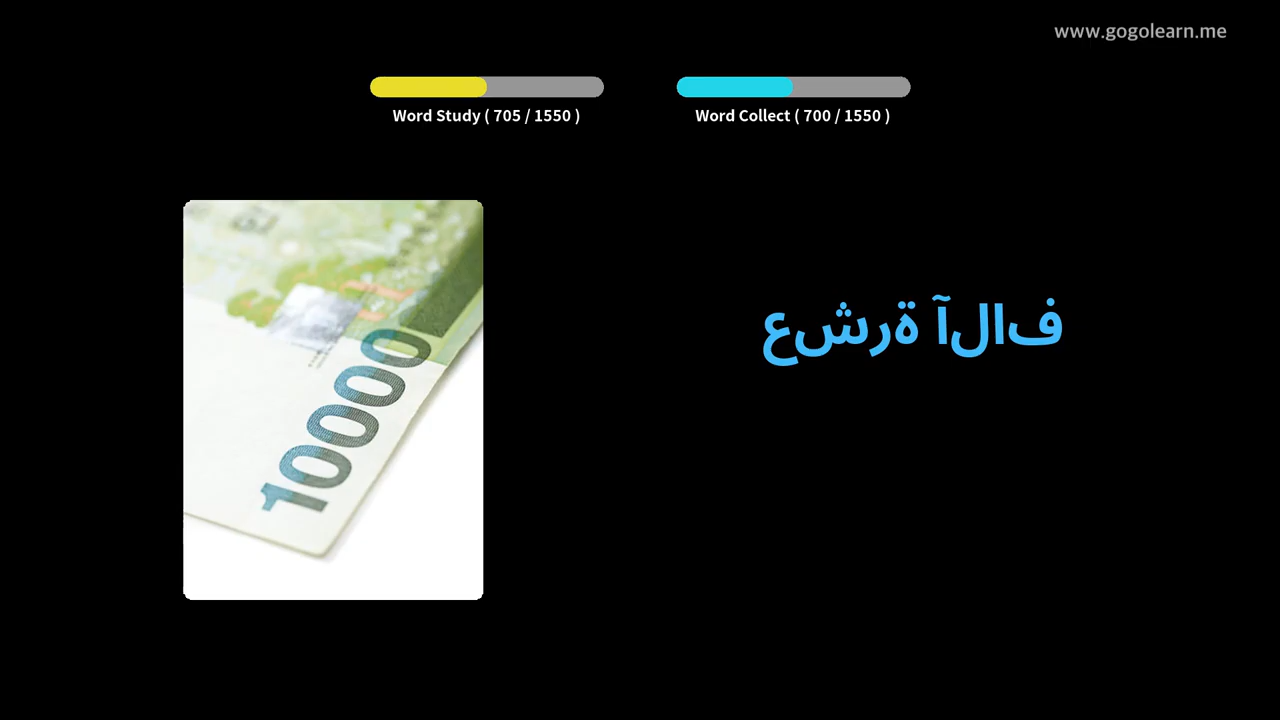 www.gogolearn.me
Word Study ( 705 / 1550 )
Word Collect ( 700 / 1550 )
عشرة آلاف
10000